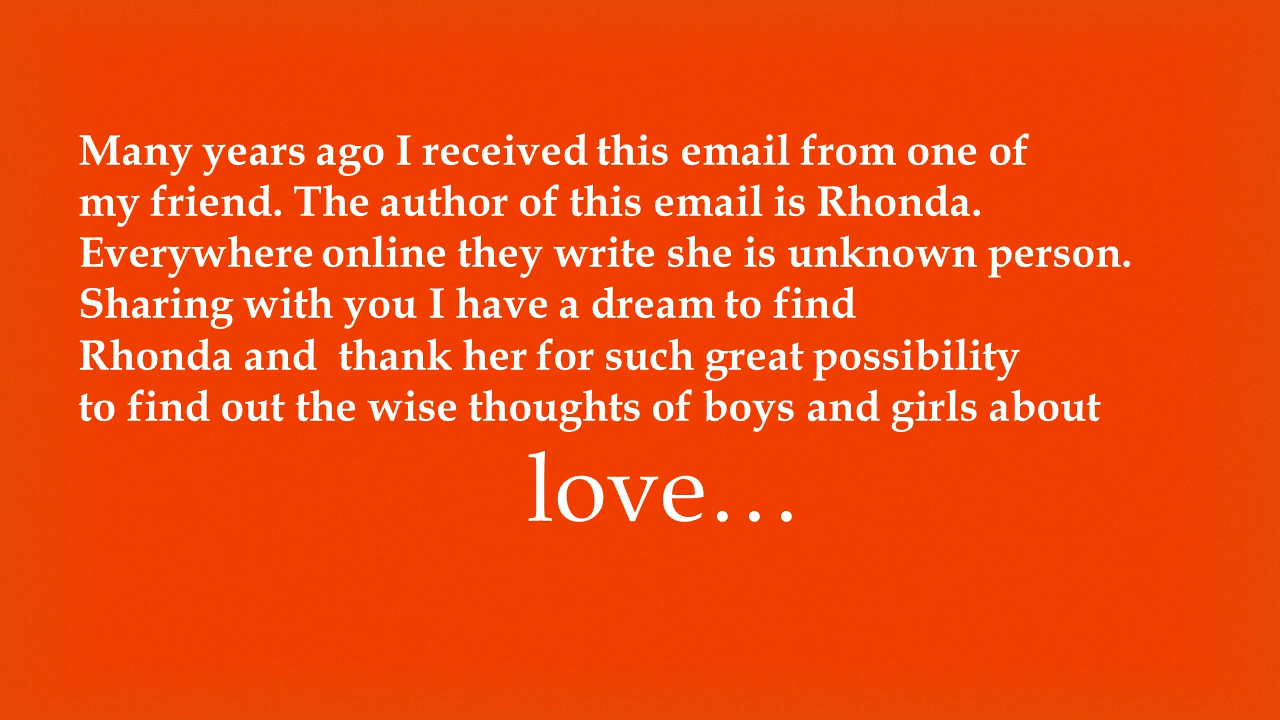 Many years ago I received this email from one of
my friend. The author of this email is Rhonda.
Everywhere online they write she is unknown person.
Sharing with you I have a dream to find
Rhonda and  thank her for such great possibility
to find out the wise thoughts of boys and girls about
love…